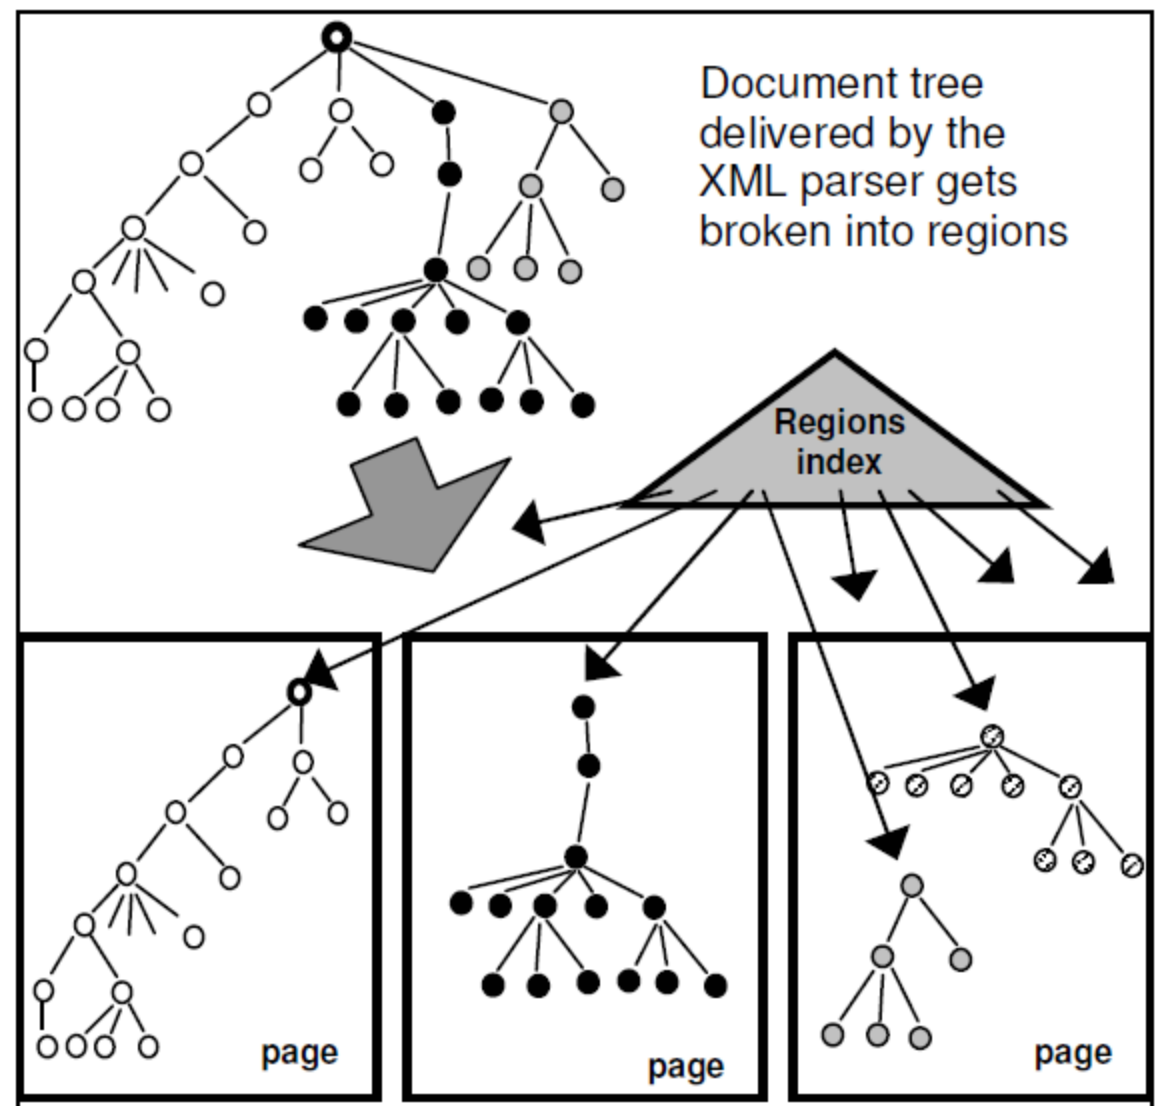 Document tree
delivered by the
XML parser gets
broken into regions
Regions
index
page
page
page